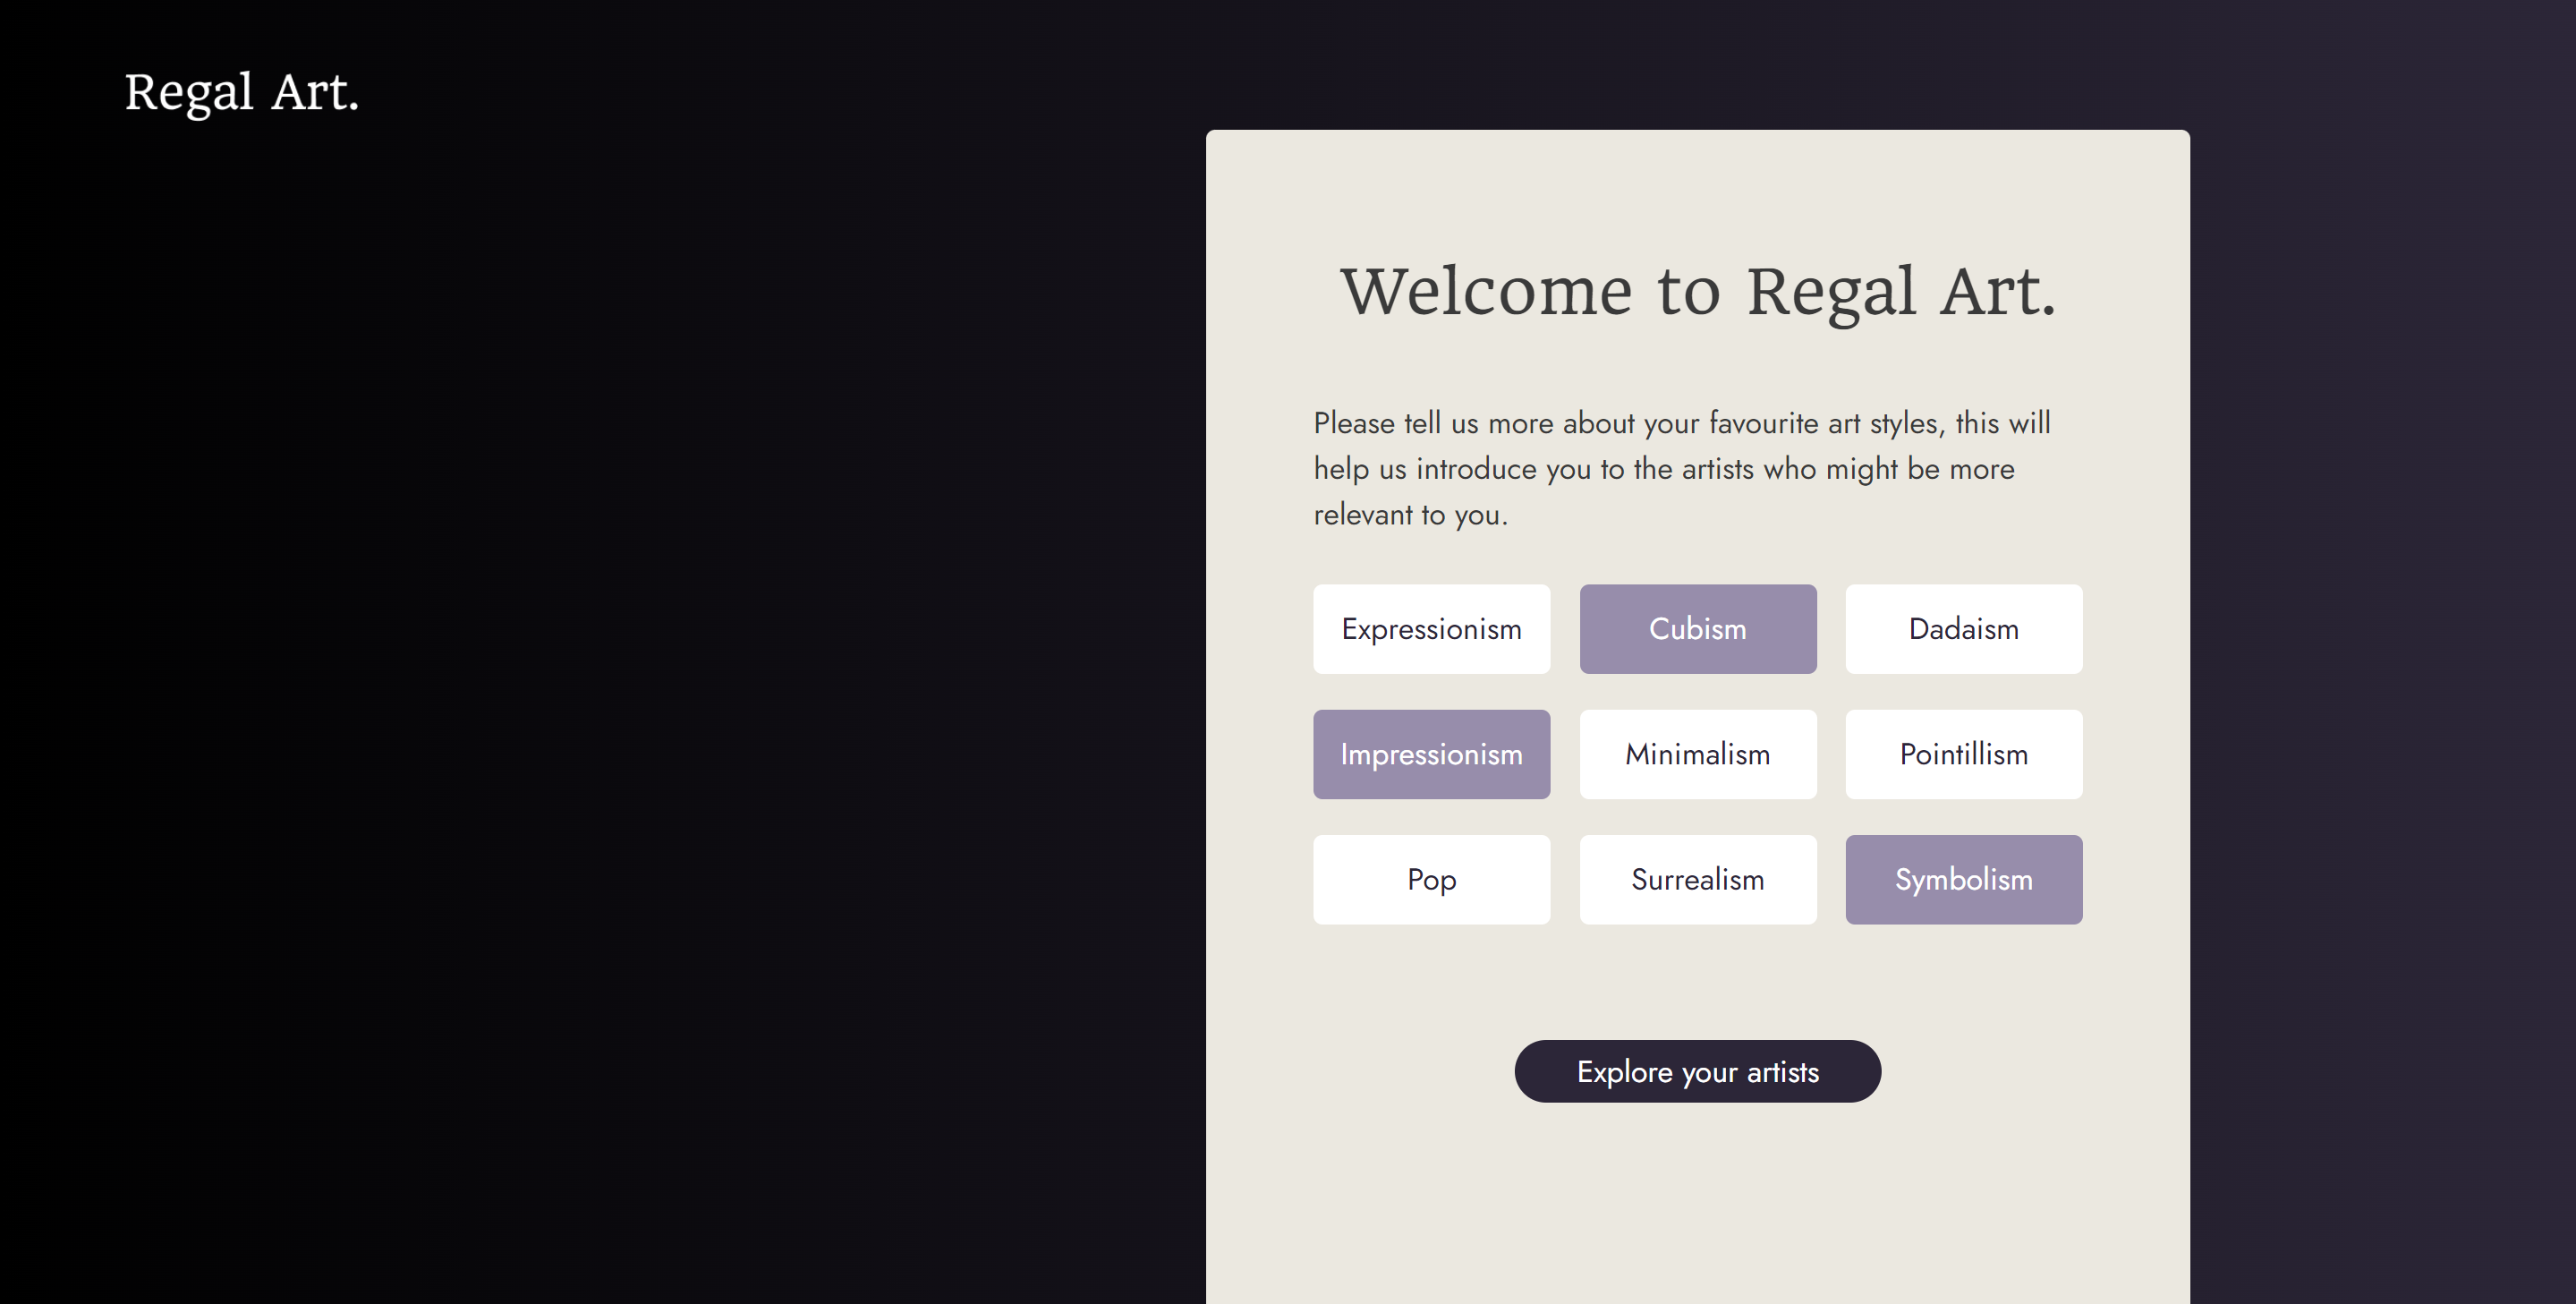 Regal Art.
Welcome to Regal Art.
Please tell us more about your favourite art styles, this will
help us introduce you to the artists who might be more
relevant to you.
Expressionism
Cubism
Dadaism
Impressionism
Minimalism
Pointillism
Pop
Surrealism
Symbolism
Explore your artists